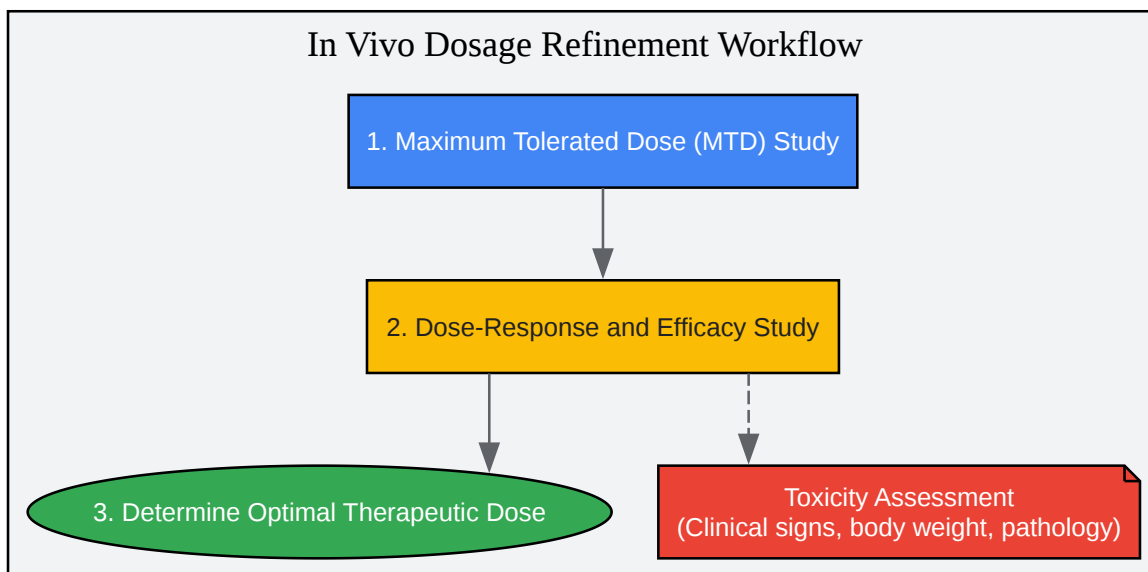 In Vivo Dosage Refinement Workflow
1. Maximum Tolerated Dose (MTD) Study
2. Dose-Response and Efficacy Study
3. Determine Optimal Therapeutic Dose
Toxicity Assessment
(Clinical signs, body weight, pathology)